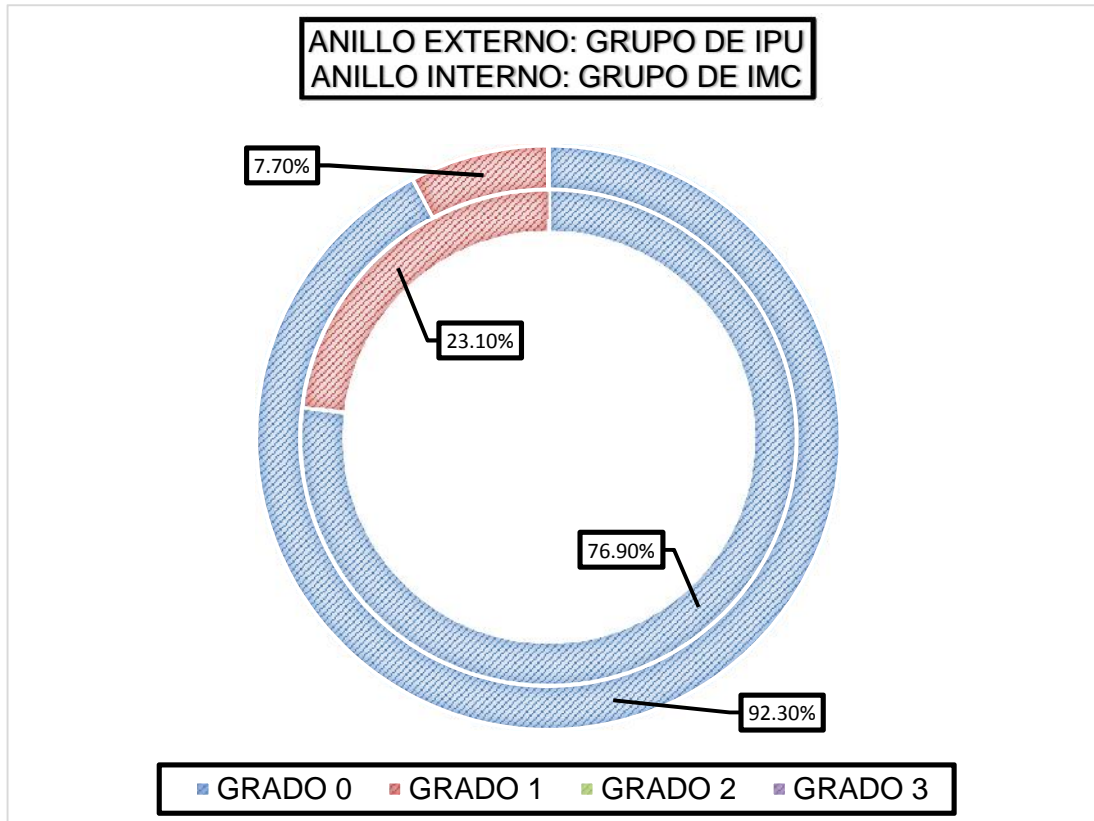 ANILLO EXTERNO: GRUPO DE IPU
ANILLO INTERNO: GRUPO DE IMC
7.70%
23.10%
76.90%
92.30%
GRADO 0 GRADO 1 GRADO 2 GRADO 3